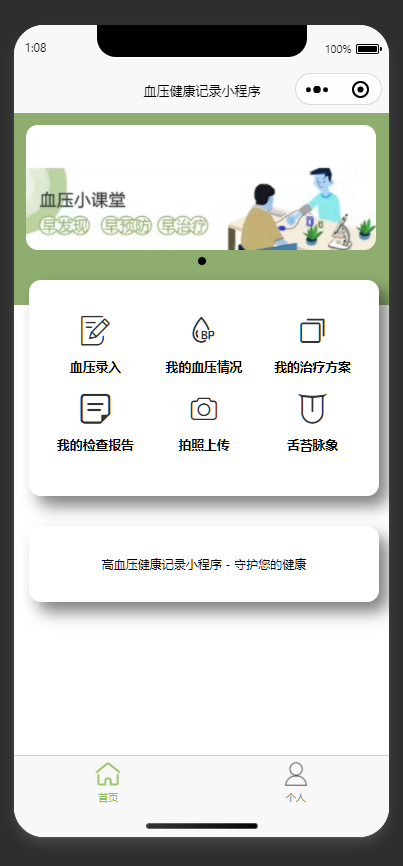 1:08
100%
血压健康记录小程序
血压小课堂
早发现 早预防 早治疗
BP
血压录入 我的血压情况 我的治疗方案
我的检查报告 拍照上传 舌苔脉象
高血压健康记录小程序 - 守护您的健康
首页 个人